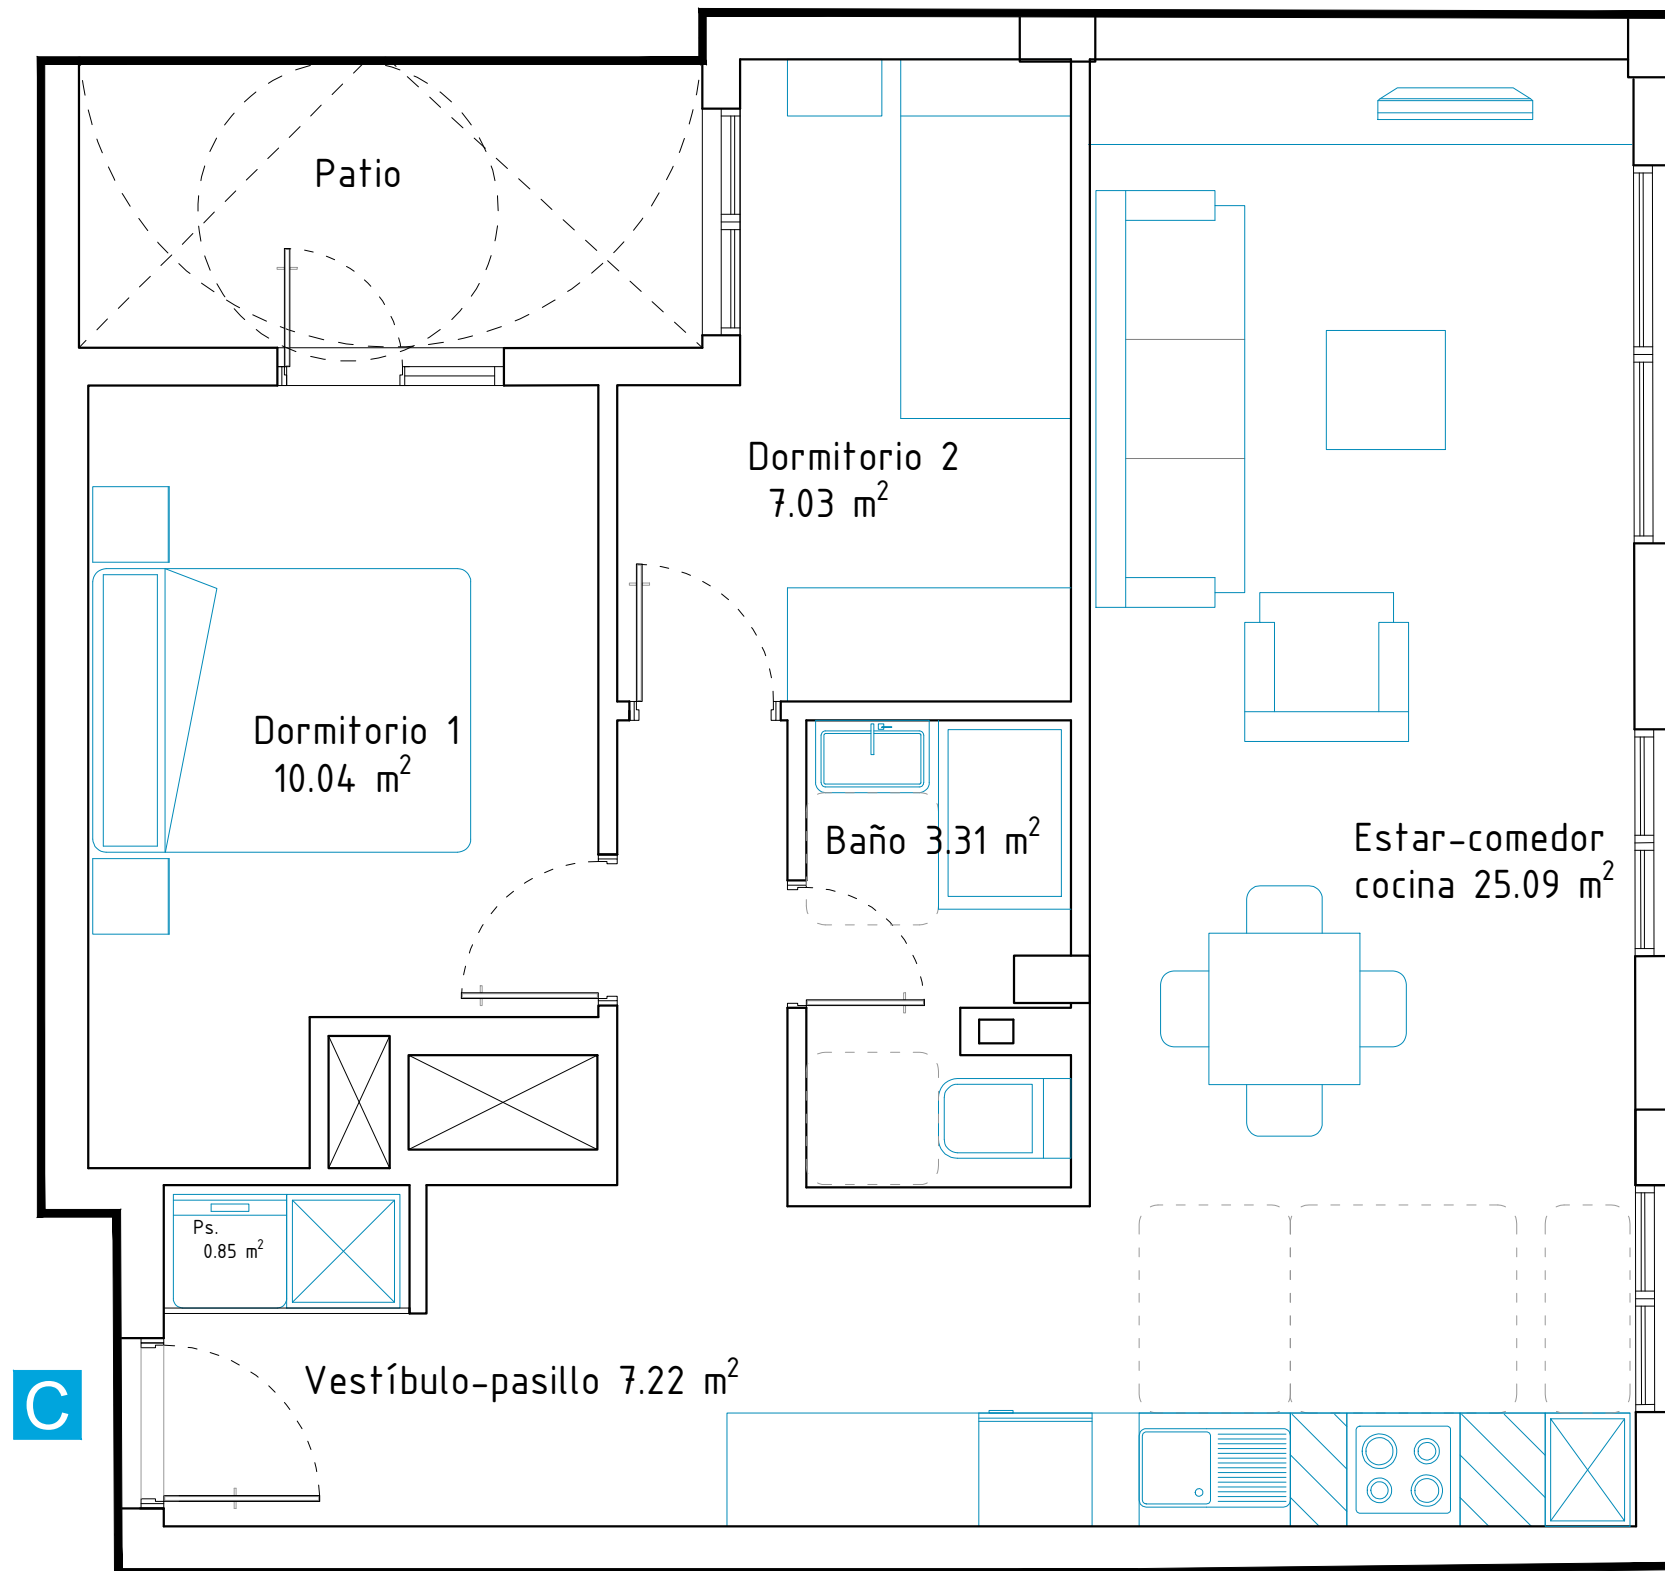 Patio
Dormitorio 2
7.03 m²
Dormitorio 1
10.04 m²
Baño 3.31 m²
Estar-comedor
cocina 25.09 m²
Ps.
0.85 m²
Vestíbulo-pasillo 7.22 m²
C